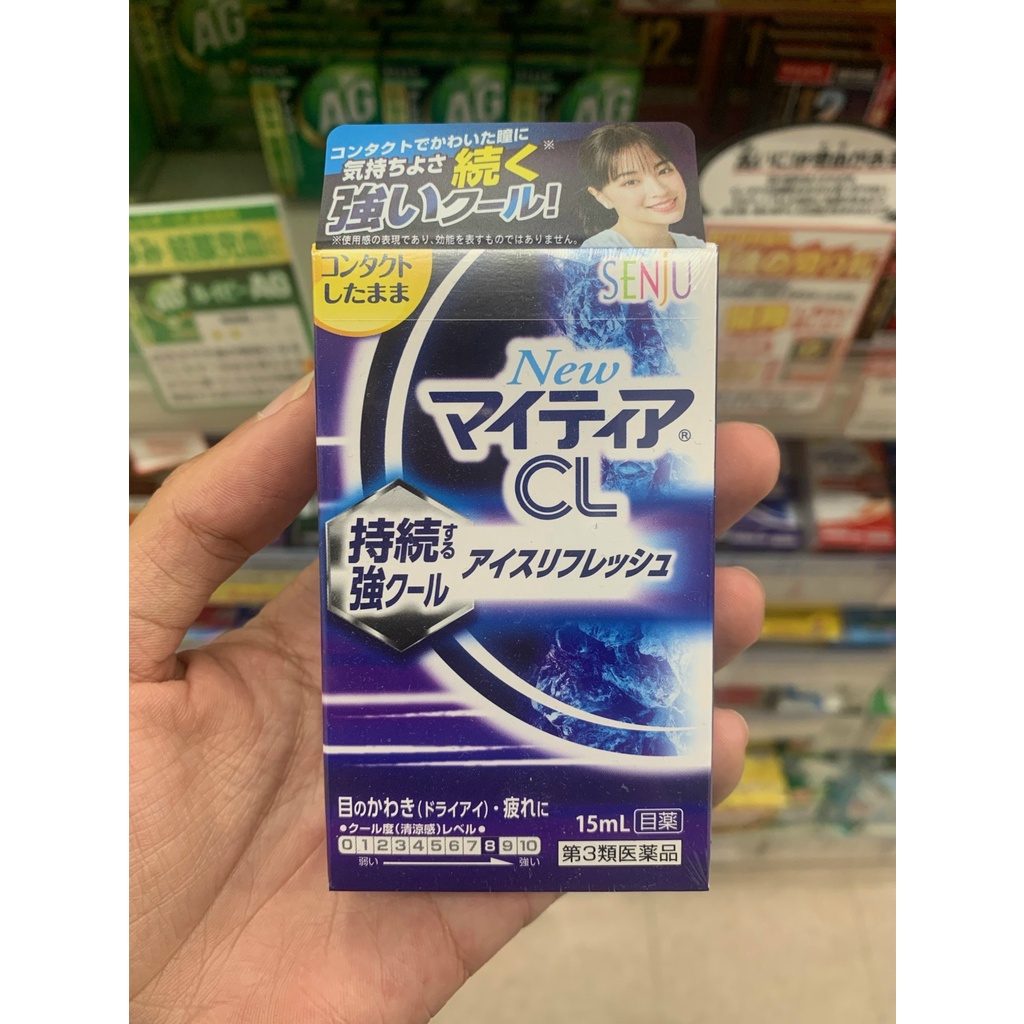 コンタクトでかわいた瞳に
気持ちよさ続く※
強いクール!
※使用感の表現であり、効能を表すものではありません。
コンタクト
したまま
SENJU
New
マイティア®
CL
持続する
強クール
アイスリフレッシュ
目のかわき(ドライアイ)・疲れに
●クール度(清涼感)レベル●
0 1 2 3 4 5 6 7 8 9 10
弱い 強い
15mL 目薬
第3類医薬品
AG
AG
AG
AG